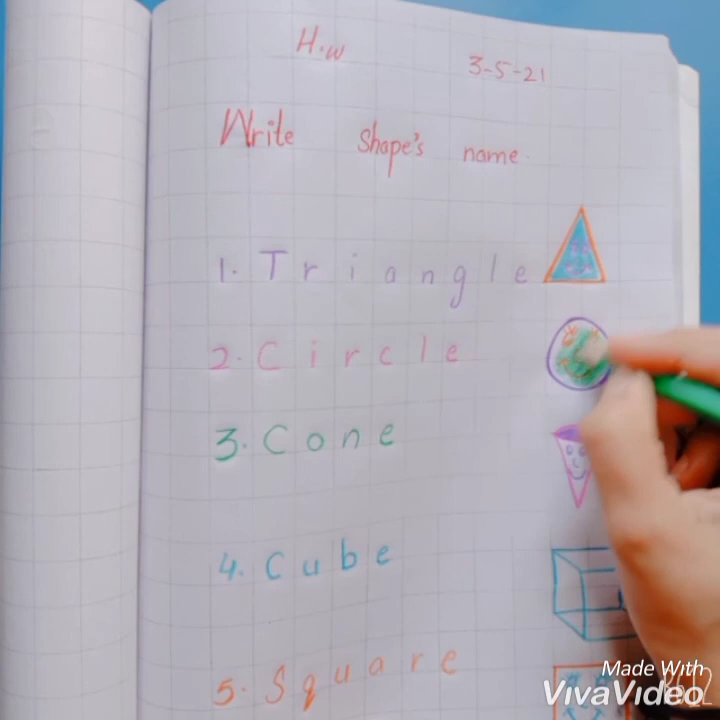 H.w 3-5-21
Write Shape's name.
1. Triangle
2. Circle
3. Cone
4. Cube
5. Square
Made With
VivaVideo